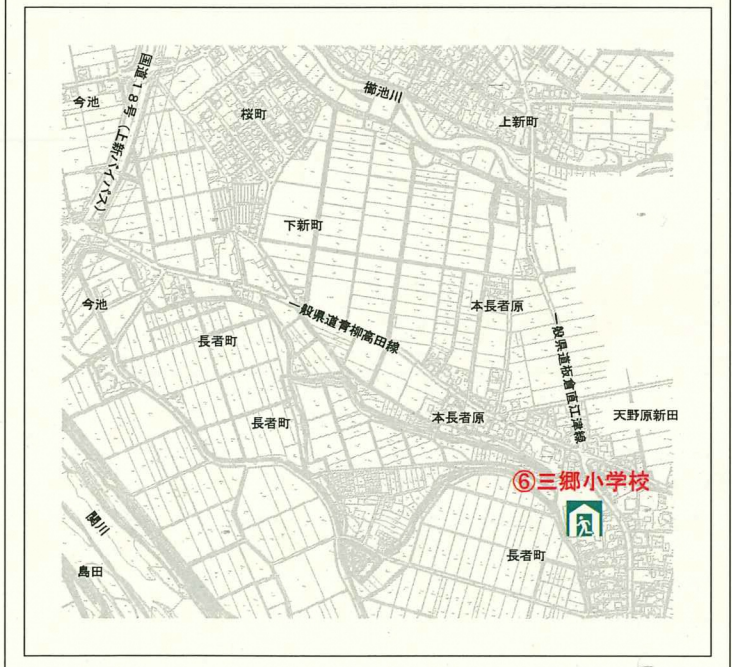 国道18号(上新バイパス)
今池
桜町
櫛池川
上新町
下新町
今池
長者町
一般県道青柳高田線
本長者原
一般県道板倉直江津線
長者町
本長者原
天野原新田
⑥三郷小学校
関川
長者町
島田